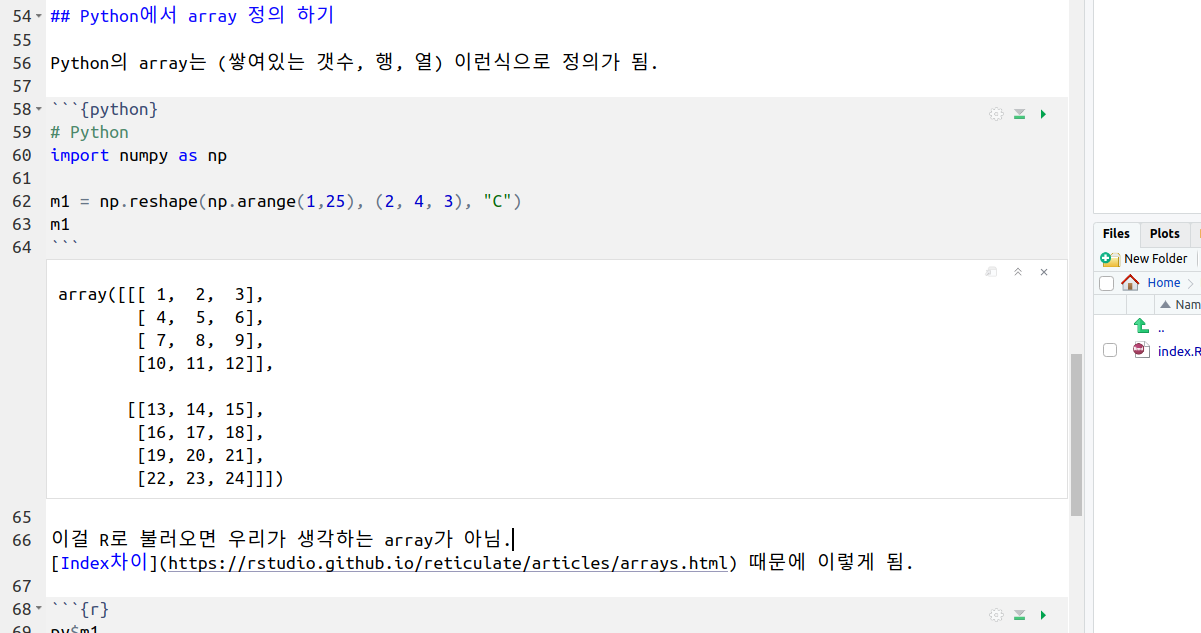 54 ## Python에서 array 정의 하기
55
56 Python의 array는 (쌓여있는 갯수, 행, 열) 이런식으로 정의가 됨.
57
58 ```{python}
59 # Python
60 import numpy as np
61
62 m1 = np.reshape(np.arange(1,25), (2, 4, 3), "C")
63 m1
64 ```
array([[[ 1,  2,  3],
        [ 4,  5,  6],
        [ 7,  8,  9],
        [10, 11, 12]],
       [[13, 14, 15],
        [16, 17, 18],
        [19, 20, 21],
        [22, 23, 24]]])
65
66 이걸 R로 불러오면 우리가 생각하는 array가 아님.
[Index차이](https://rstudio.github.io/reticulate/articles/arrays.html) 때문에 이렇게 됨.
67
68 ```{r}
69 py$m1
Files Plots
New Folder
Home
Nam
..
index.R